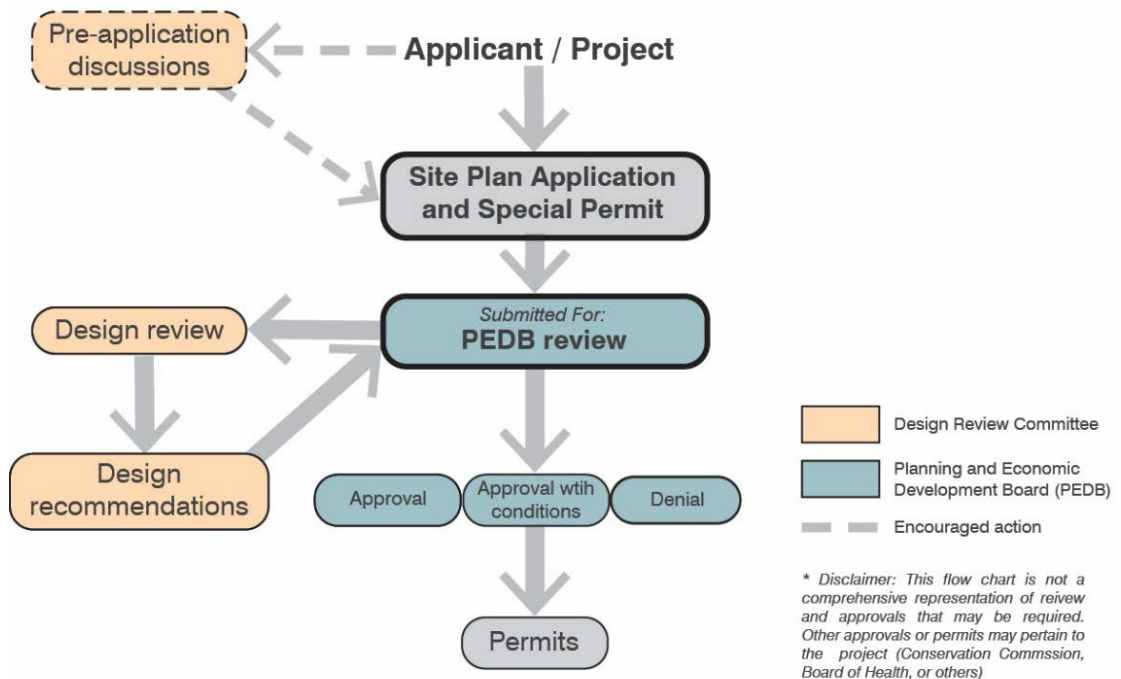 Pre-application
discussions
Applicant / Project
Site Plan Application
and Special Permit
Submitted For:
PEDB review
Design review
Design
recommendations
Approval
Approval wtih
conditions
Denial
Permits
Design Review Committee
Planning and Economic
Development Board (PEDB)
Encouraged action
* Disclaimer: This flow chart is not a
comprehensive representation of reivew
and approvals that may be required.
Other approvals or permits may pertain to
the project (Conservation Commssion,
Board of Health, or others)